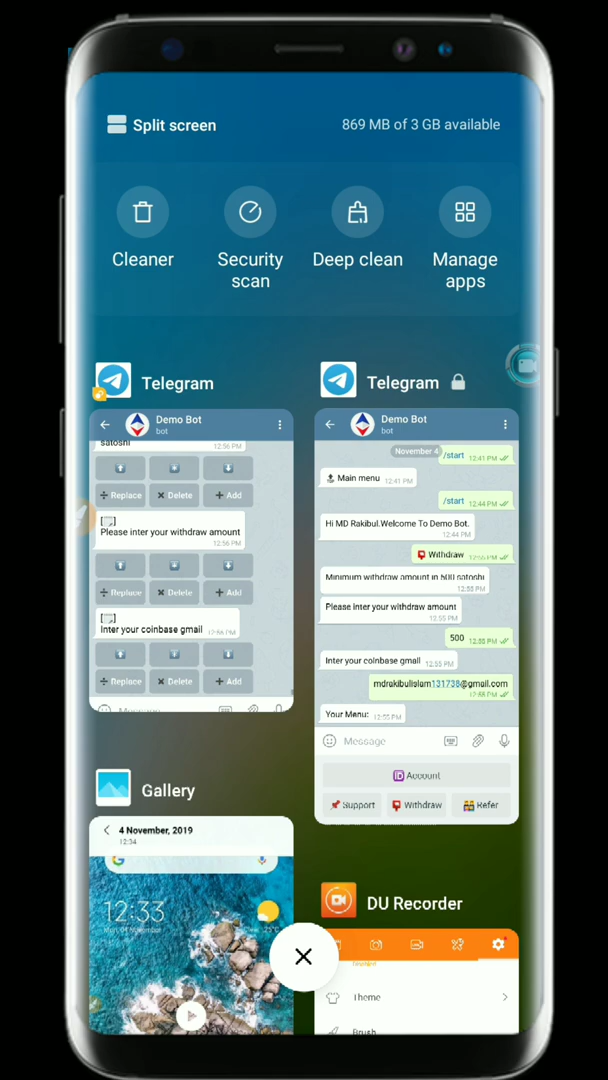 Split screen
869 MB of 3 GB available
Cleaner
Security
scan
Deep clean
Manage
apps
Telegram
Demo Bot
bot
satoshi
12:56 PM
Replace
Delete
Add
Please inter your withdraw amount
12:56 PM
Replace
Delete
Add
Inter your coinbase gmail 12:56 PM
Replace
Delete
Add
Message
Telegram
Demo Bot
bot
November 4
/start 12:41 PM
Main menu 12:41 PM
/start 12:44 PM
Hi MD Rakibul.Welcome To Demo Bot.
12:44 PM
Withdraw 12:55 PM
Minimum withdraw amount in 500 satoshi
12:55 PM
Please inter your withdraw amount
12:55 PM
500
Inter your coinbase gmail 12:55 PM
mdrakibulislam131738@gmail.com
Your Menu: 12:55 PM
Message
Account
Support
Withdraw
Refer
Gallery
4 November, 2019
12:34
12:33
DU Recorder
Theme
Brush